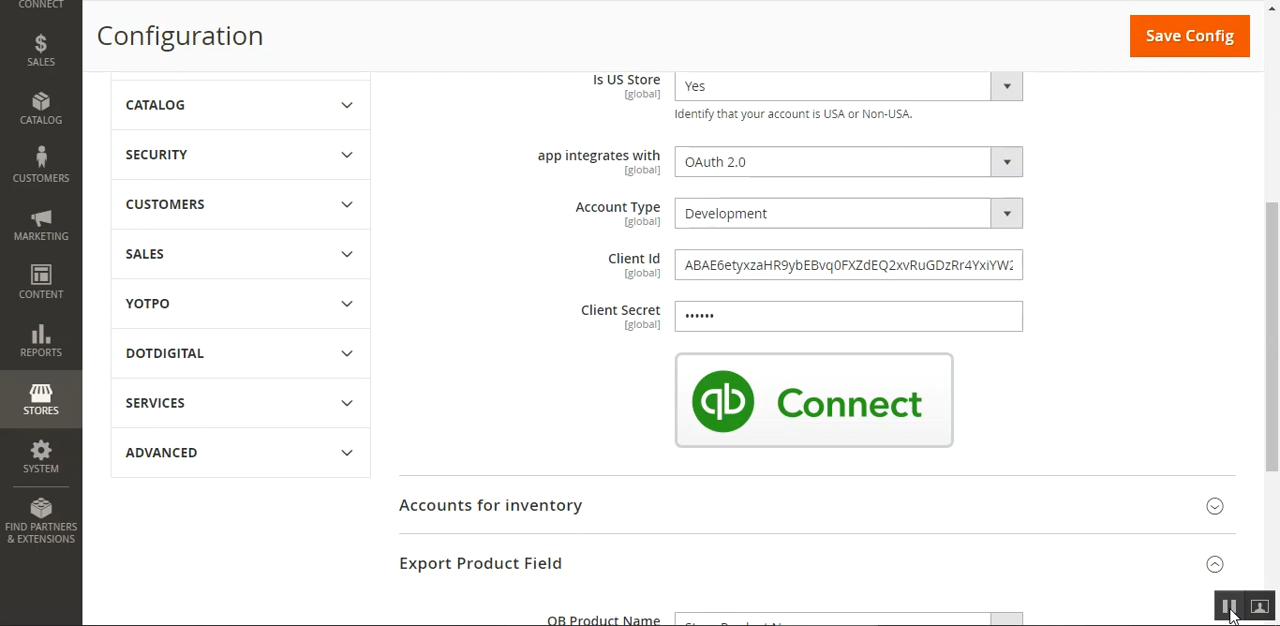 CONNECT
Configuration
Save Config
SALES
CATALOG
CUSTOMERS
MARKETING
CONTENT
REPORTS
STORES
SYSTEM
FIND PARTNERS
& EXTENSIONS
CATALOG
SECURITY
CUSTOMERS
SALES
YOTPO
DOTDIGITAL
SERVICES
ADVANCED
Is US Store
[global]
Yes
Identify that your account is USA or Non-USA.
app integrates with
[global]
OAuth 2.0
Account Type
[global]
Development
Client Id
[global]
ABAE6etyxzaHR9ybEBvq0FXZdEQ2xvRuGDzRr4YxiYW2
Client Secret
[global]
••••••
qb Connect
Accounts for inventory
Export Product Field
QB Product Name